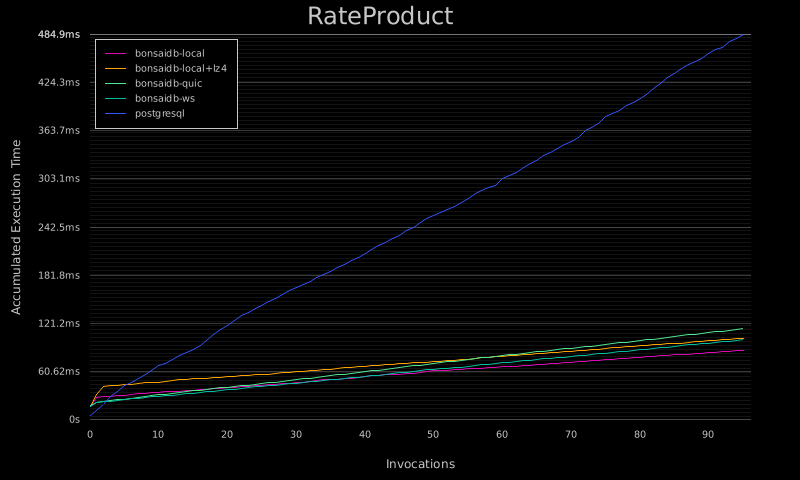 RateProduct
484.9ms
424.3ms
363.7ms
303.1ms
242.5ms
181.8ms
121.2ms
60.62ms
0s
Accumulated Execution Time
bonsaidb-local
bonsaidb-local+lz4
bonsaidb-quic
bonsaidb-ws
postgresql
0 10 20 30 40 50 60 70 80 90
Invocations